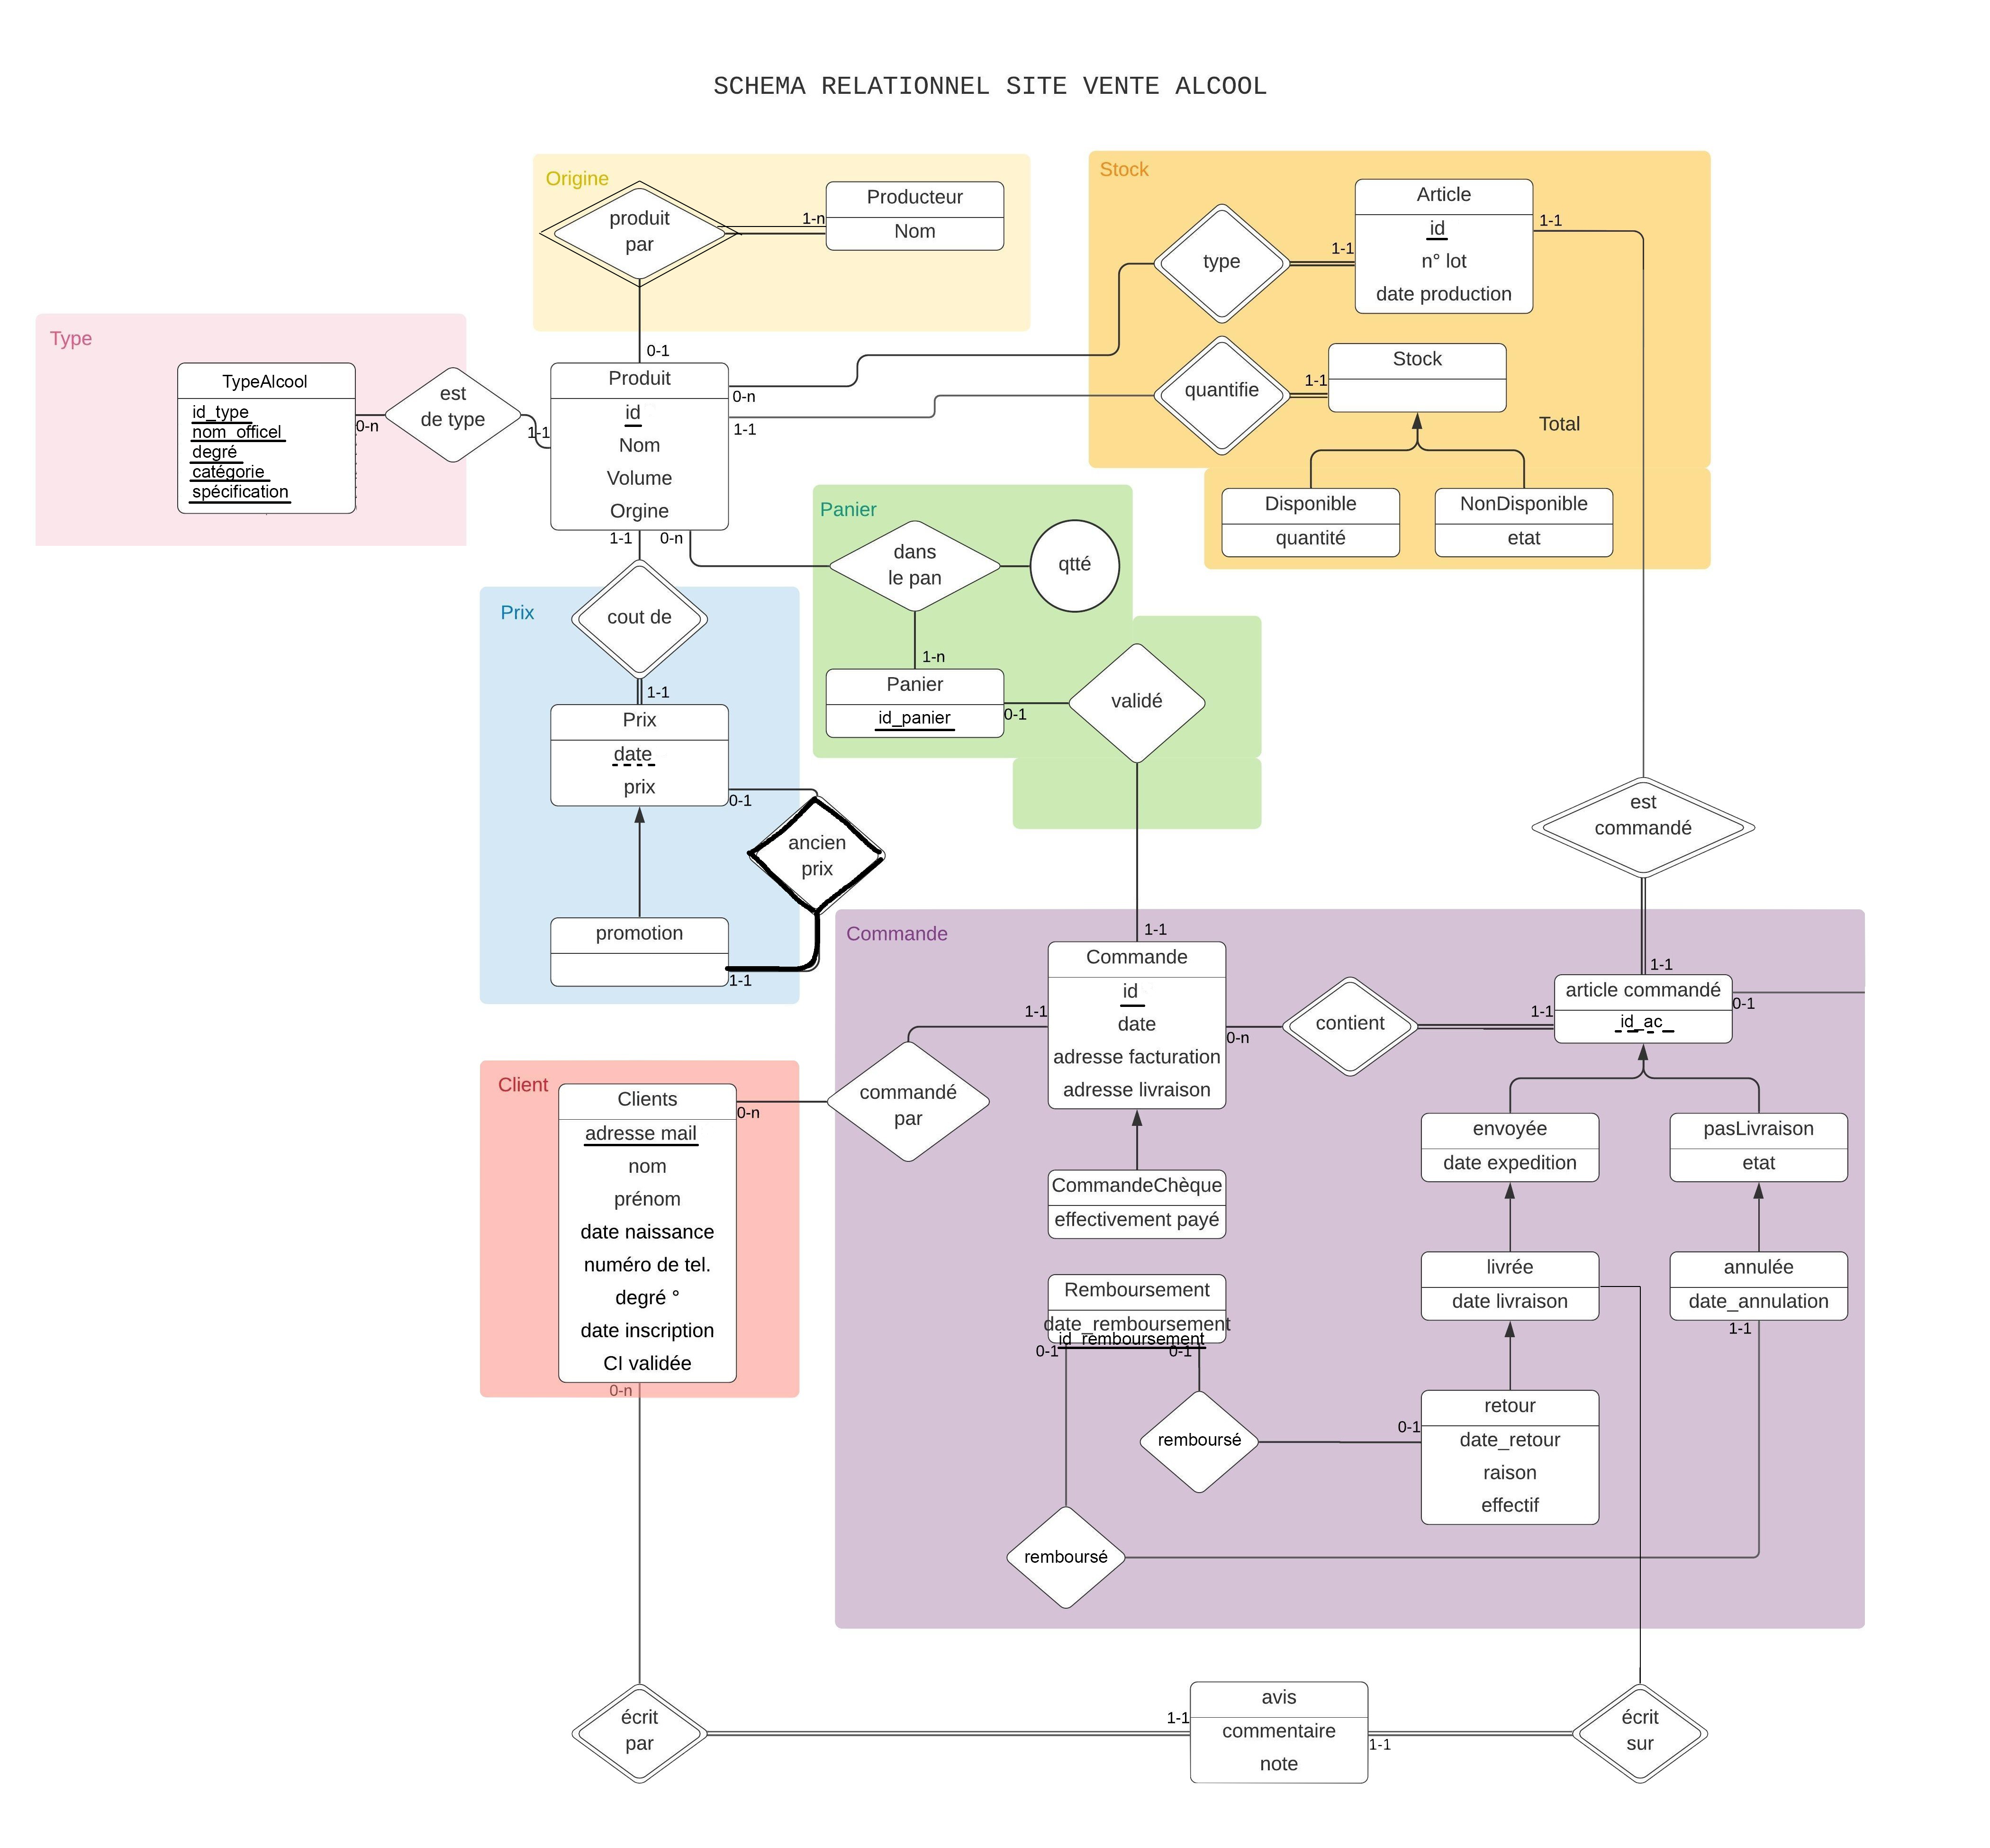 SCHEMA RELATIONNEL SITE VENTE ALCOOL
Origine
produit
par
1-n
Producteur
Nom
0-1
Stock
type
1-1
Article
id
n° lot
date production
1-1
quantifie
1-1
Stock
Total
Disponible
quantité
NonDisponible
etat
Type
TypeAlcool
id_type
nom_officel
degré
catégorie
spécification
0-n
est
de type
1-1
Produit
id
Nom
Volume
Orgine
0-n
1-1
1-1
0-n
Panier
dans
le pan
qtté
1-n
Panier
id_panier
0-1
validé
Prix
cout de
1-1
Prix
date
prix
0-1
ancien
prix
promotion
1-1
est
commandé
Commande
1-1
Commande
id
date
adresse facturation
adresse livraison
1-1
0-n
contient
1-1
1-1
article commandé
id_ac
0-1
commandé
par
Client
Clients
adresse mail
nom
prénom
date naissance
numéro de tel.
degré °
date inscription
CI validée
0-n
0-n
CommandeChèque
effectivement payé
envoyée
date expedition
pasLivraison
etat
Remboursement
date_remboursement
id_remboursement
0-1
0-1
livrée
date livraison
annulée
date_annulation
1-1
remboursé
0-1
retour
date_retour
raison
effectif
remboursé
écrit
par
1-1
avis
commentaire
note
1-1
écrit
sur